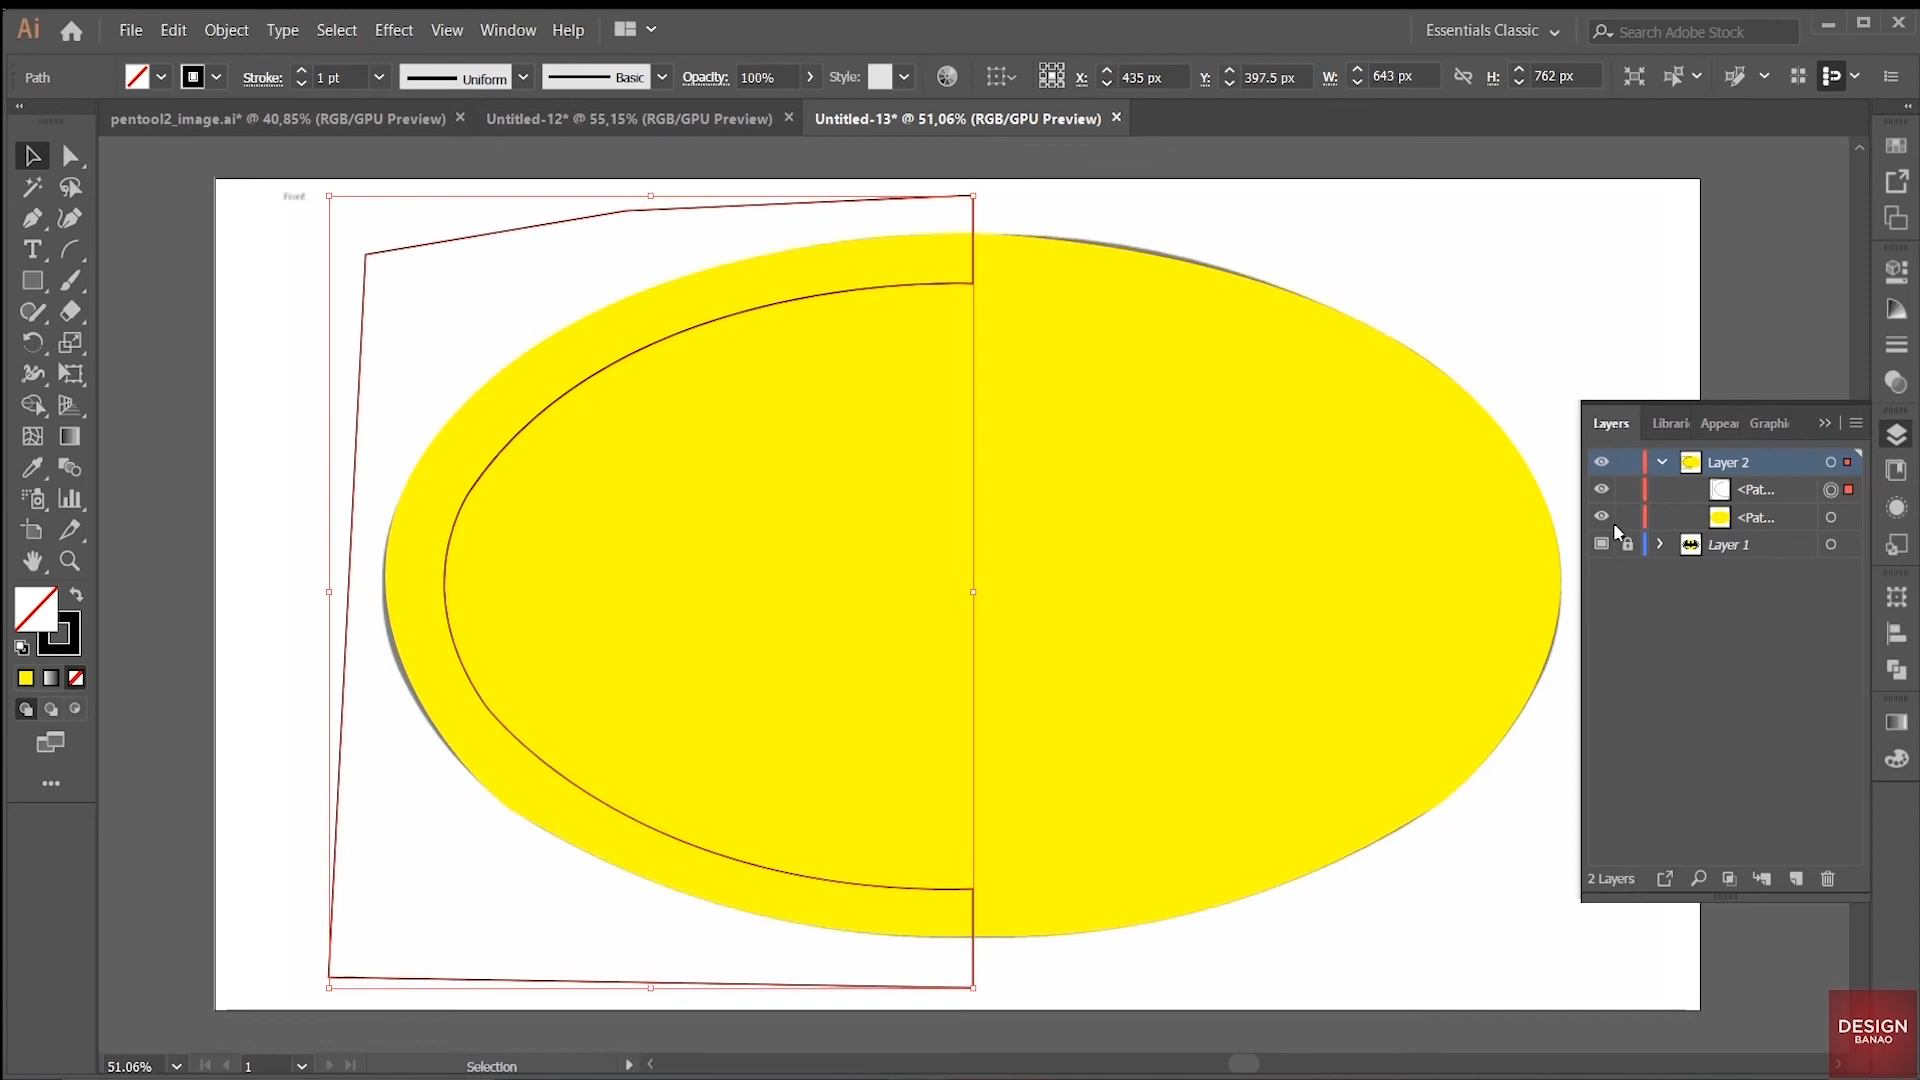 Ai File Edit Object Type Select Effect View Window Help Essentials Classic Search Adobe Stock
Path Stroke: 1 pt Uniform Basic Opacity: 100% Style: X: 435 px Y: 397.5 px W: 643 px H: 762 px
pentool2_image.ai* @ 40,85% (RGB/GPU Preview) Untitled-12* @ 55,15% (RGB/GPU Preview) Untitled-13* @ 51,06% (RGB/GPU Preview)
Layers Librari Appear Graphi
Layer 2
<Pat...
<Pat...
Layer 1
2 Layers
DESIGN
BANAO
51.06% 1 Selection